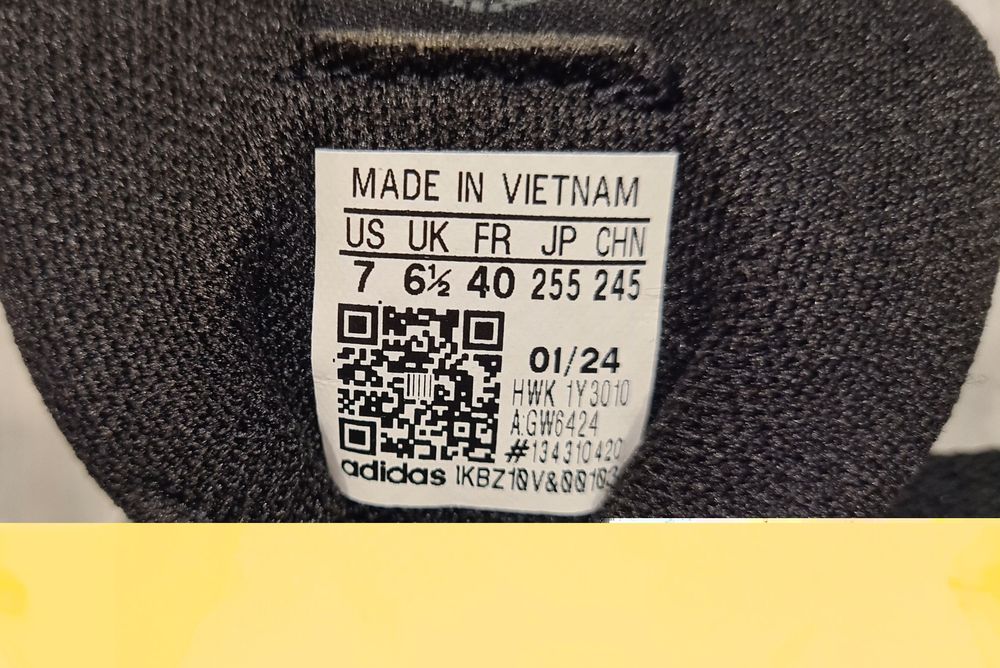 MADE IN VIETNAM
US UK FR JP CHN
7 6½ 40 255 245
01/24
HWK 1Y3010
A:GW6424
#134310420
adidas